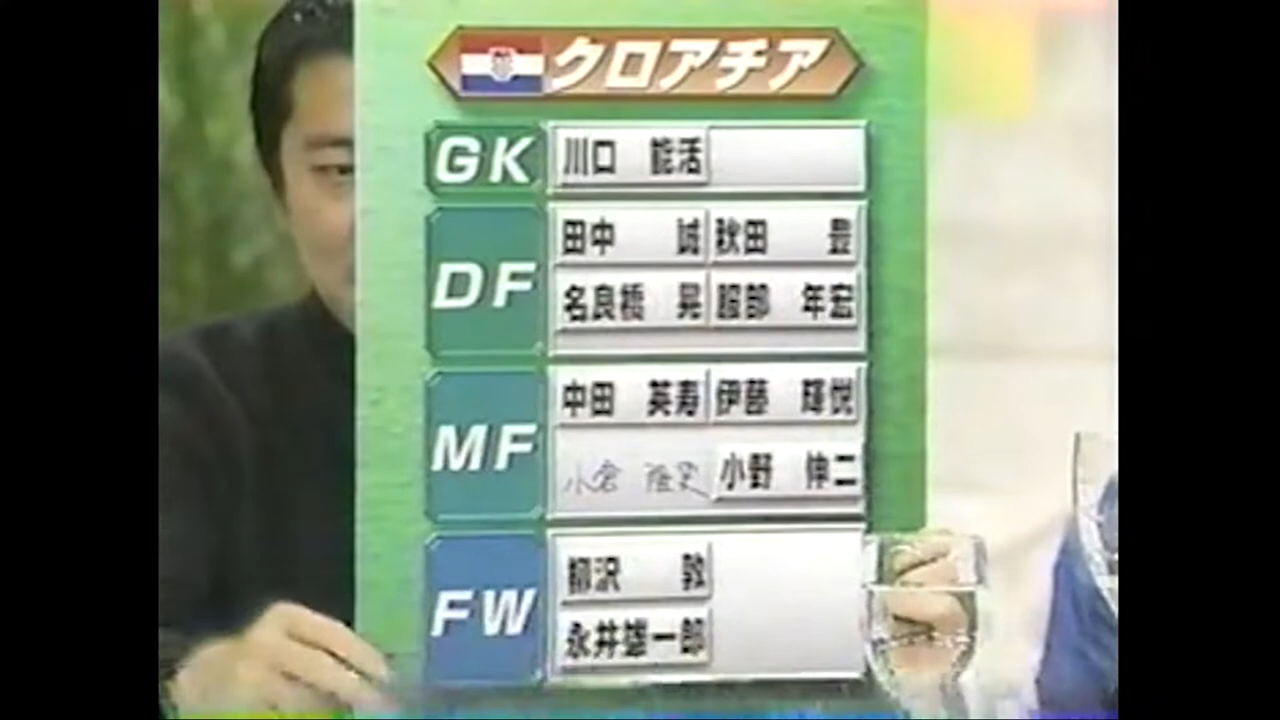 クロアチア
GK 川口 能活
DF 田中 誠 秋田 豊
名良橋 晃 服部 年宏
MF 中田 英寿 伊藤 輝悦
小倉 隆史 小野 伸二
FW 柳沢 敦
永井雄一郎